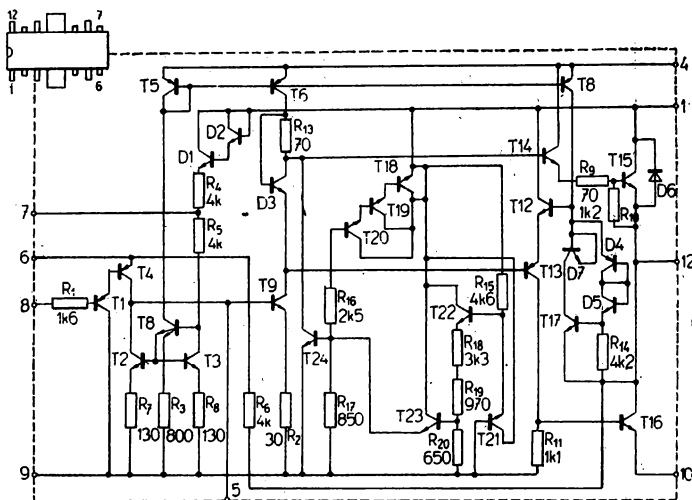 12 7
1 6
T5 T6 T8 4
11
D2 R13 70
D1 T18 T14 R9 70 T15
R4 4k D3 T19 T12 1k2 D6
7 T20
R5 4k D4
6 12
T4 T13 D7
8 R1 1k6 T1 T9 R16 2k5 R15 4k6 D5
T8 T22 T17
T2 T3 T24 R18 3k3 R14 4k2
R19 970
R7 130 R3 800 R8 130 R6 4k R2 30 R17 850 T23 T21 T16
R20 650 R11 1k1
9 10
5